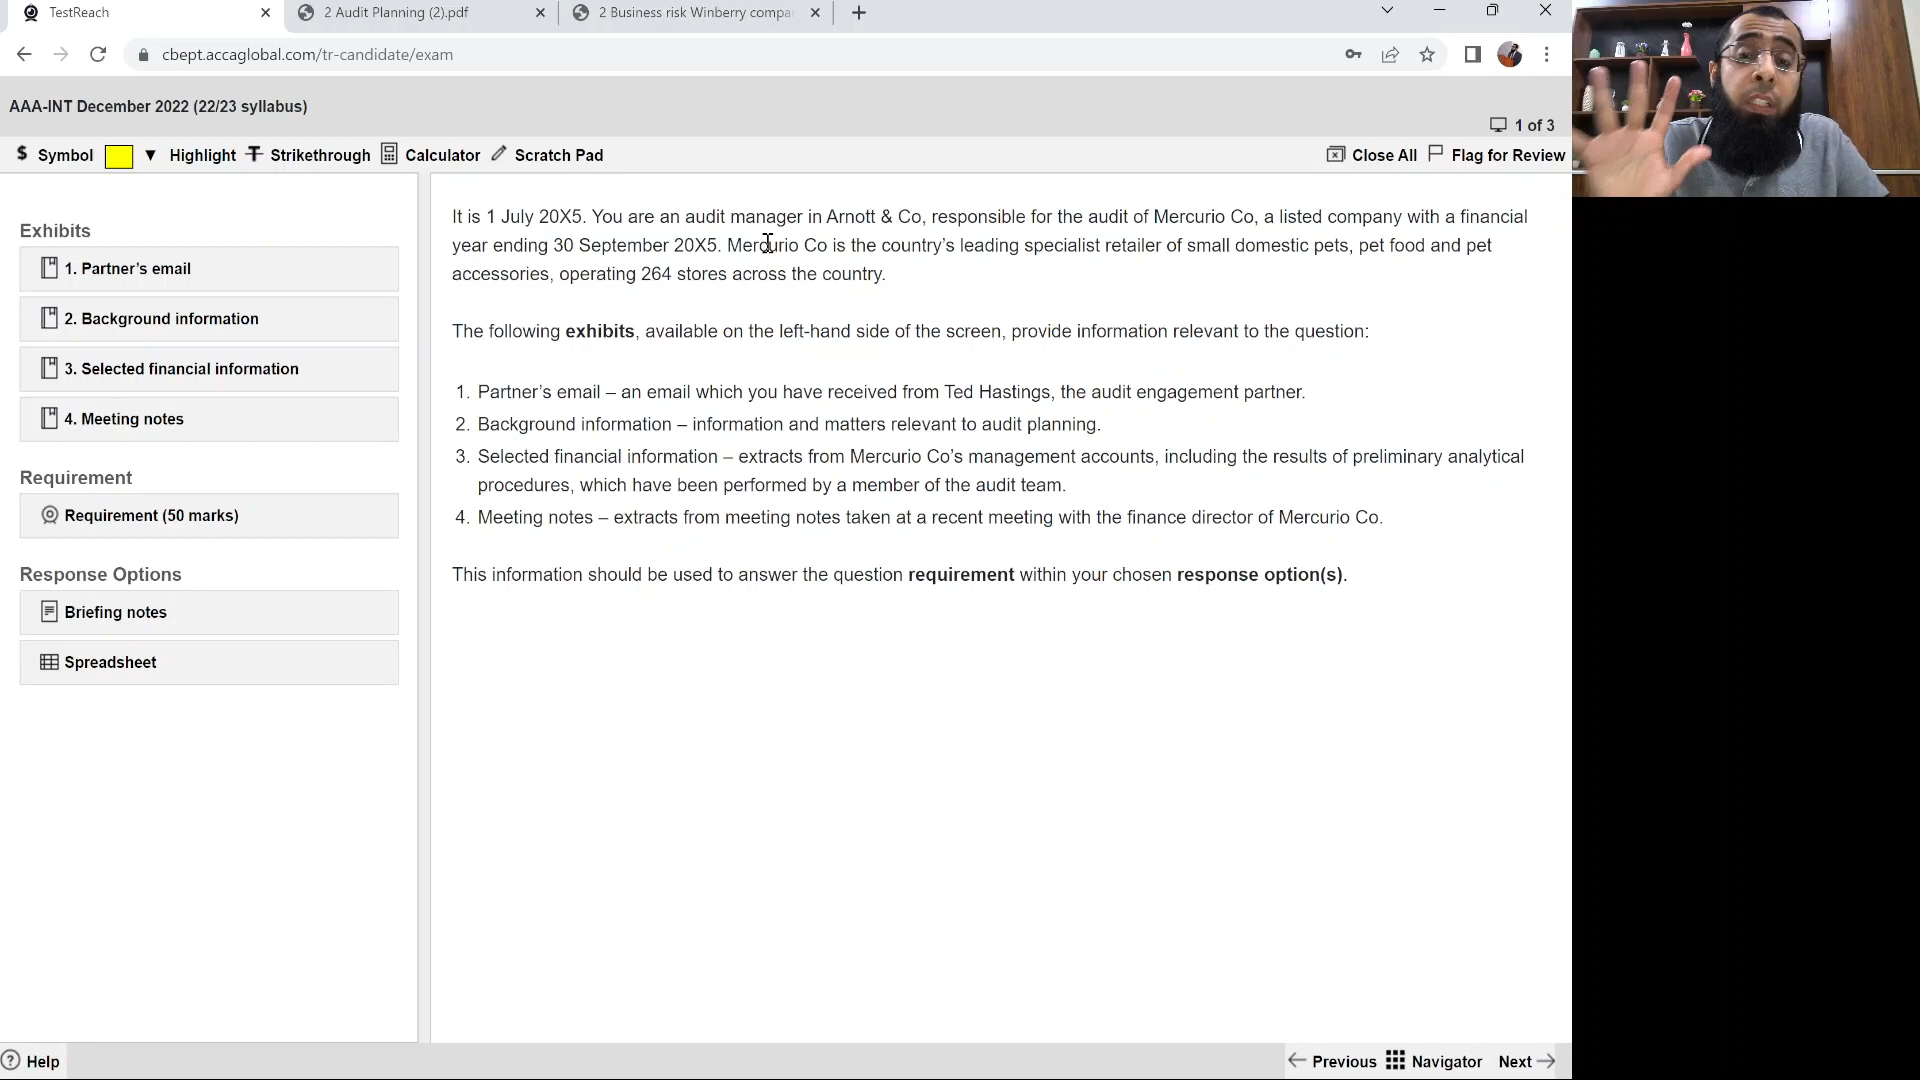 TestReach
2 Audit Planning (2).pdf
2 Business risk Winberry compa
cbept.accaglobal.com/tr-candidate/exam
AAA-INT December 2022 (22/23 syllabus)
1 of 3
$ Symbol Highlight Strikethrough Calculator Scratch Pad
Close All Flag for Review
Exhibits
1. Partner's email
2. Background information
3. Selected financial information
4. Meeting notes
Requirement
Requirement (50 marks)
Response Options
Briefing notes
Spreadsheet
It is 1 July 20X5. You are an audit manager in Arnott & Co, responsible for the audit of Mercurio Co, a listed company with a financial
year ending 30 September 20X5. Mercurio Co is the country's leading specialist retailer of small domestic pets, pet food and pet
accessories, operating 264 stores across the country.
The following exhibits, available on the left-hand side of the screen, provide information relevant to the question:
1. Partner's email – an email which you have received from Ted Hastings, the audit engagement partner.
2. Background information – information and matters relevant to audit planning.
3. Selected financial information – extracts from Mercurio Co's management accounts, including the results of preliminary analytical
procedures, which have been performed by a member of the audit team.
4. Meeting notes – extracts from meeting notes taken at a recent meeting with the finance director of Mercurio Co.
This information should be used to answer the question requirement within your chosen response option(s).
Help
Previous Navigator Next